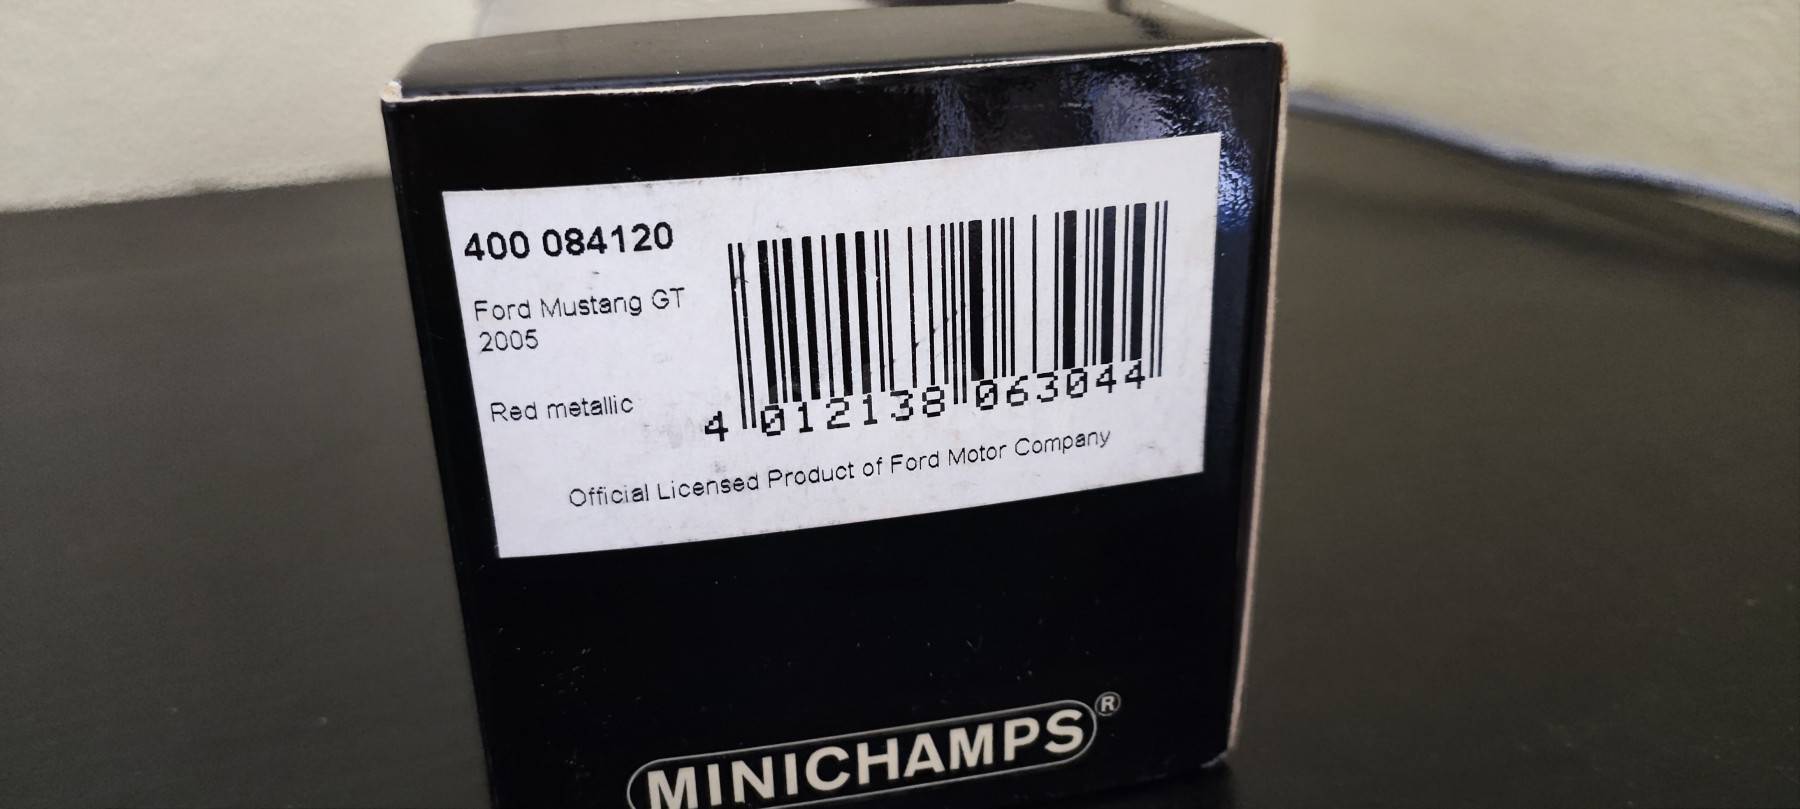 400 084120
Ford Mustang GT
2005
Red metallic
4 012138 063044
Official Licensed Product of Ford Motor Company
MINICHAMPS®